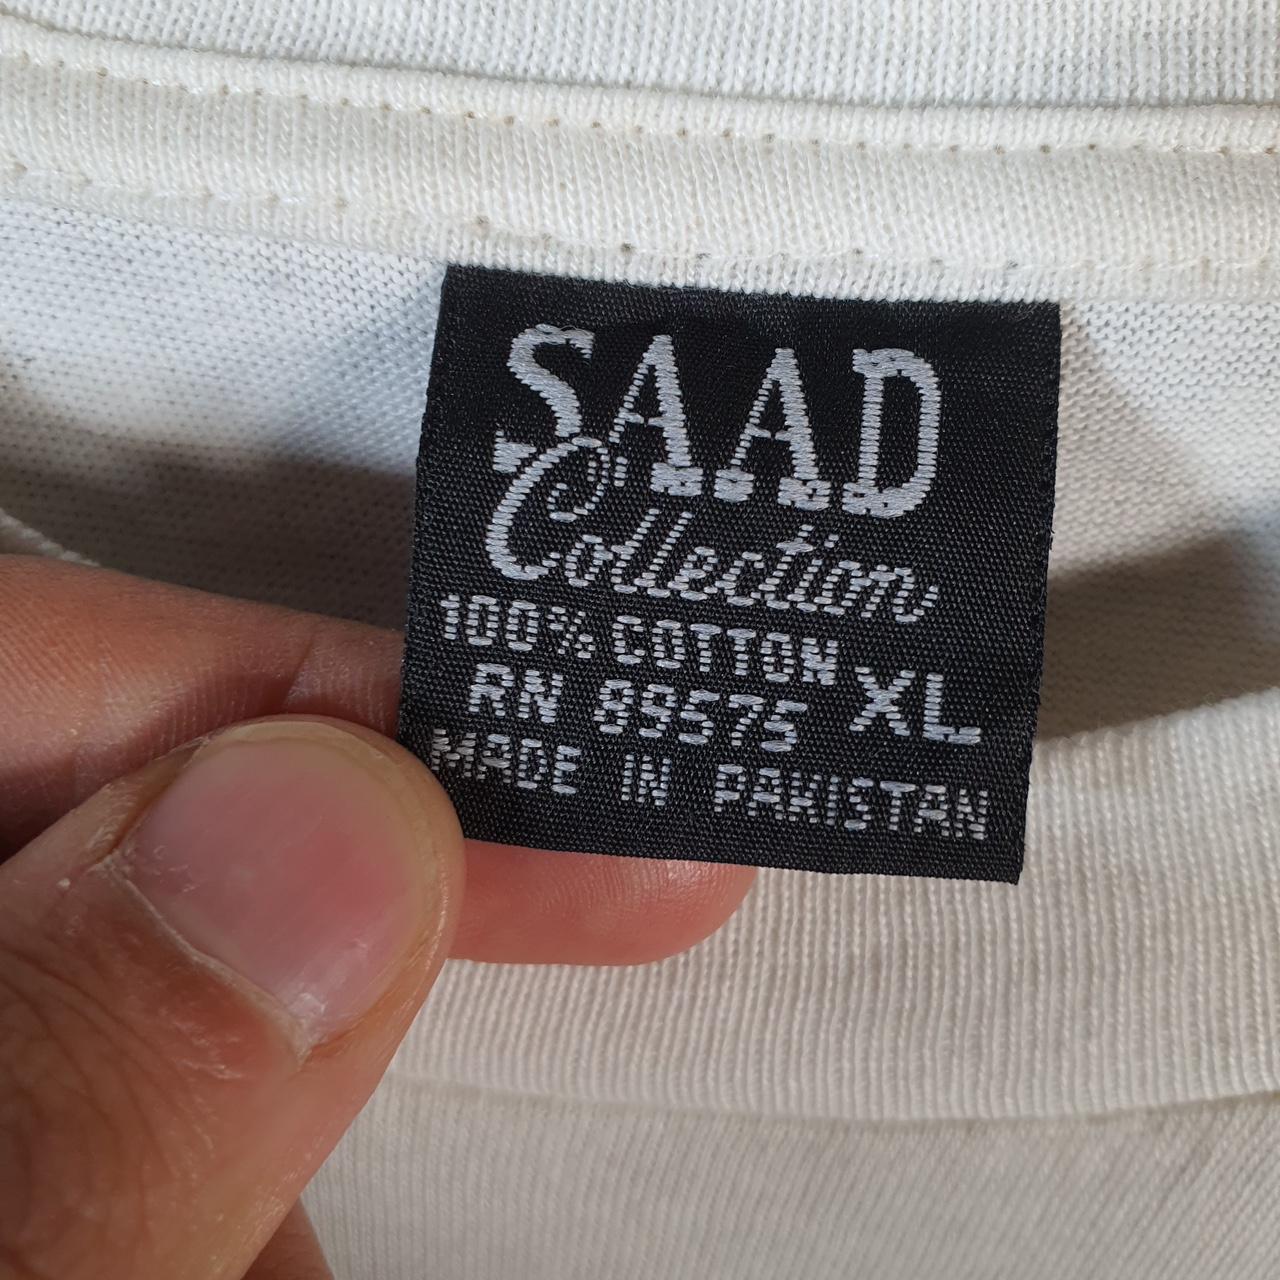 SAAD
Collection
100% COTTON XL
RN 89575
MADE IN PAKISTAN